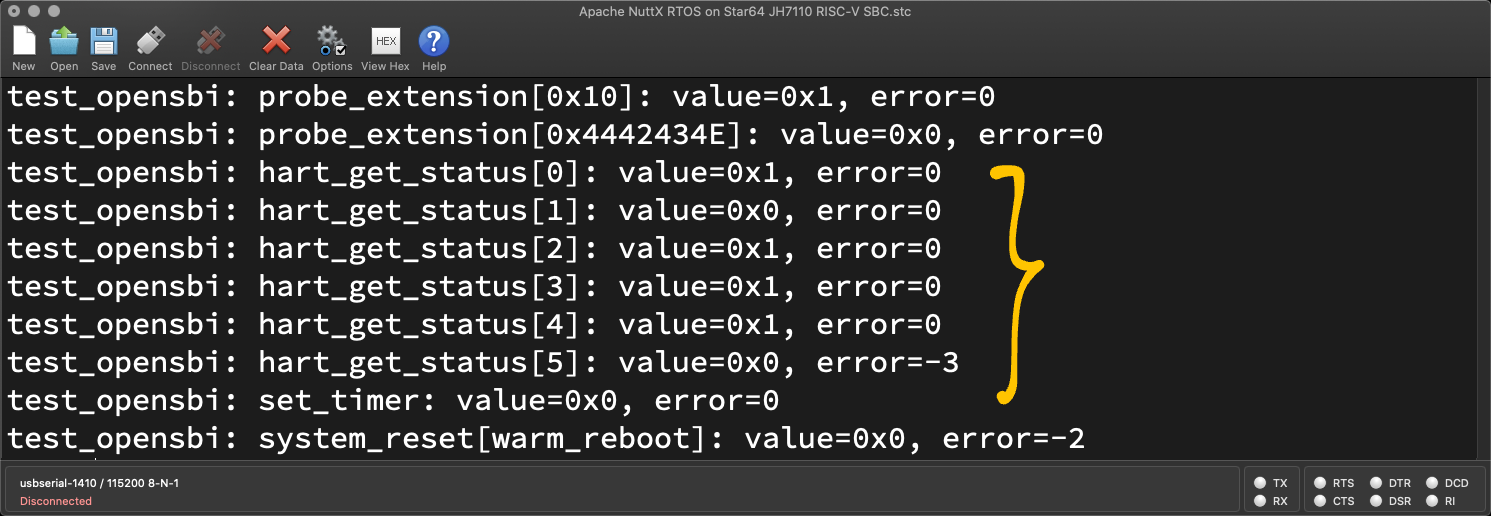 Apache NuttX RTOS on Star64 JH7110 RISC-V SBC.stc
New Open Save Connect Disconnect Clear Data Options HEX View Hex ? Help
test_opensbi: probe_extension[0x10]: value=0x1, error=0
test_opensbi: probe_extension[0x4442434E]: value=0x0, error=0
test_opensbi: hart_get_status[0]: value=0x1, error=0
test_opensbi: hart_get_status[1]: value=0x0, error=0
test_opensbi: hart_get_status[2]: value=0x1, error=0
test_opensbi: hart_get_status[3]: value=0x1, error=0
test_opensbi: hart_get_status[4]: value=0x1, error=0
test_opensbi: hart_get_status[5]: value=0x0, error=-3
test_opensbi: set_timer: value=0x0, error=0
test_opensbi: system_reset[warm_reboot]: value=0x0, error=-2
usbserial-1410 / 115200 8-N-1 TX RTS DTR DCD
Disconnected RX CTS DSR RI